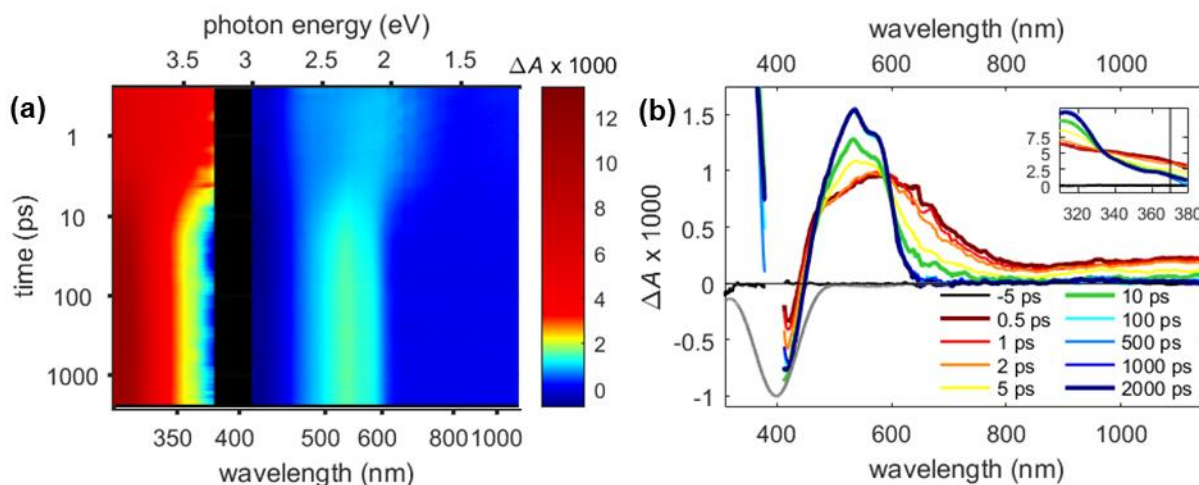 photon energy (eV)
3.5 3 2.5 2 1.5
ΔA x 1000
(a)
time (ps)
1
10
100
1000
350 400 500 600 800 1000
wavelength (nm)
12
10
8
6
4
2
0
wavelength (nm)
400 600 800 1000
(b)
ΔA x 1000
1.5
1
0.5
0
-0.5
-1
7.5
5
2.5
0
320 340 360 380
-5 ps
0.5 ps
1 ps
2 ps
5 ps
10 ps
100 ps
500 ps
1000 ps
2000 ps
400 600 800 1000
wavelength (nm)